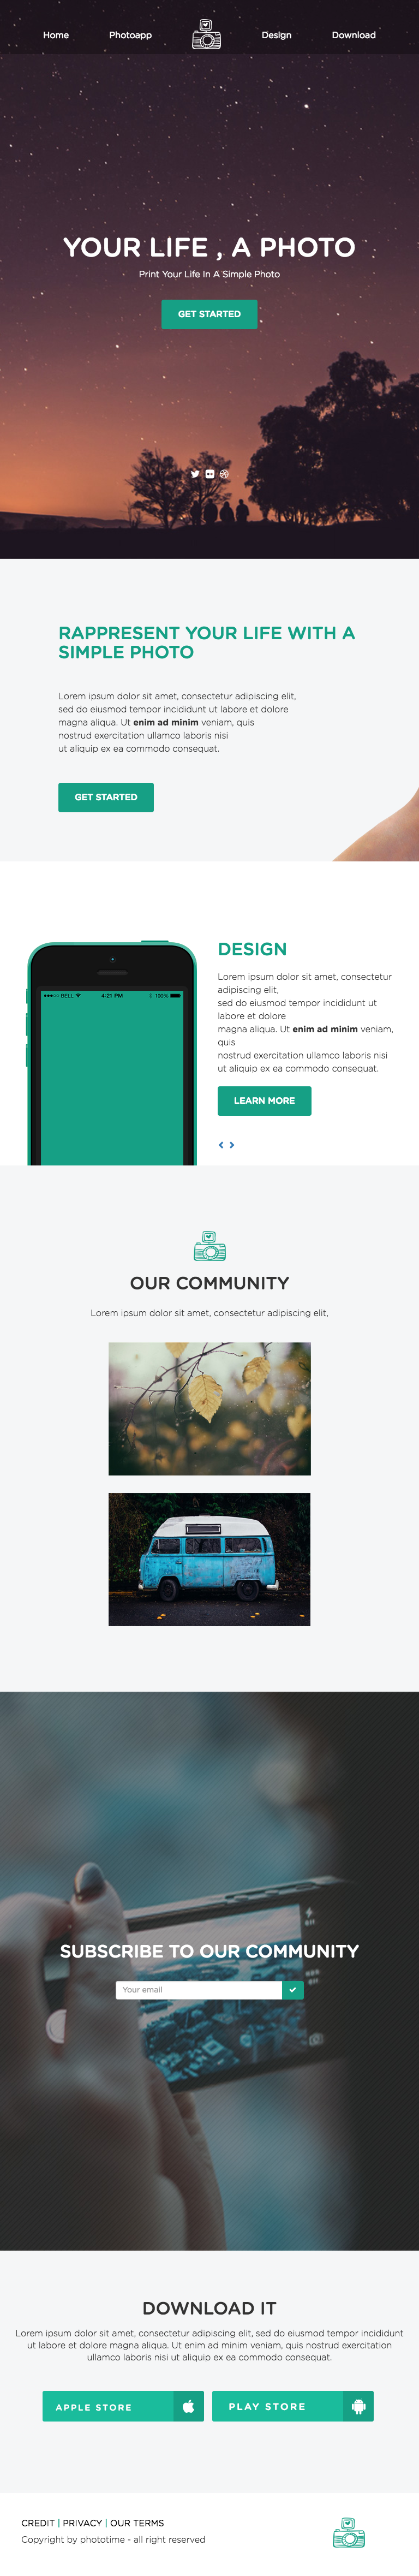 Home Photoapp Design Download
YOUR LIFE , A PHOTO
Print Your Life In A Simple Photo
GET STARTED
RAPPRESENT YOUR LIFE WITH A
SIMPLE PHOTO
Lorem ipsum dolor sit amet, consectetur adipiscing elit,
sed do eiusmod tempor incididunt ut labore et dolore
magna aliqua. Ut enim ad minim veniam, quis
nostrud exercitation ullamco laboris nisi
ut aliquip ex ea commodo consequat.
GET STARTED
BELL 4:21 PM 100%
DESIGN
Lorem ipsum dolor sit amet, consectetur
adipiscing elit,
sed do eiusmod tempor incididunt ut
labore et dolore
magna aliqua. Ut enim ad minim veniam,
quis
nostrud exercitation ullamco laboris nisi
ut aliquip ex ea commodo consequat.
LEARN MORE
OUR COMMUNITY
Lorem ipsum dolor sit amet, consectetur adipiscing elit,
SUBSCRIBE TO OUR COMMUNITY
Your email
DOWNLOAD IT
Lorem ipsum dolor sit amet, consectetur adipiscing elit, sed do eiusmod tempor incididunt
ut labore et dolore magna aliqua. Ut enim ad minim veniam, quis nostrud exercitation
ullamco laboris nisi ut aliquip ex ea commodo consequat.
APPLE STORE
PLAY STORE
CREDIT | PRIVACY | OUR TERMS
Copyright by phototime - all right reserved